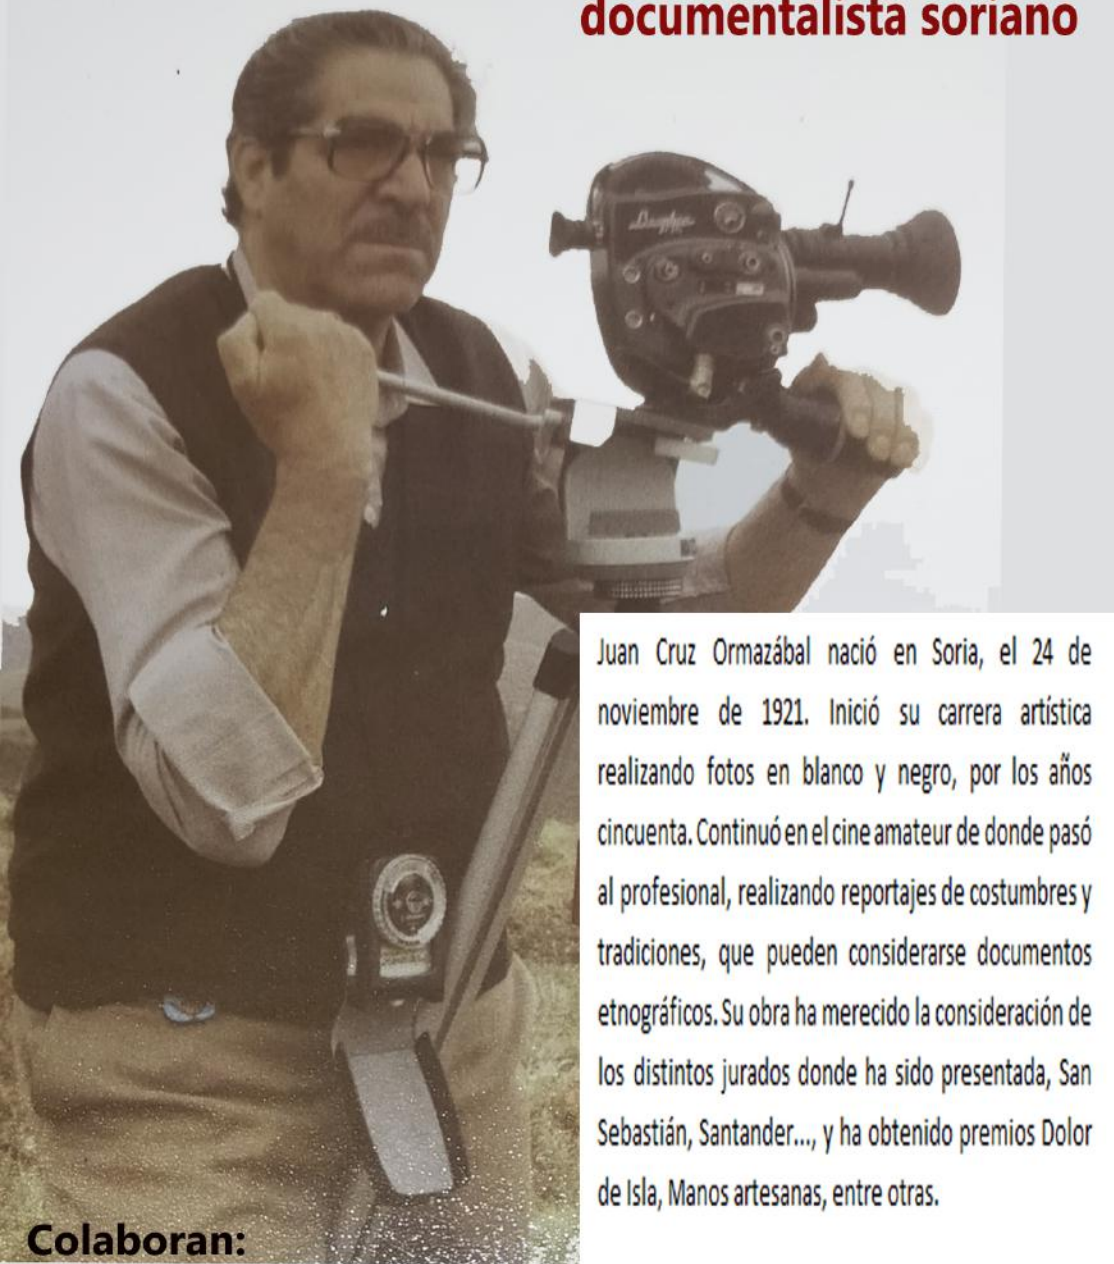 documentalista soriano
Juan Cruz Ormazábal nació en Soria, el 24 de
noviembre de 1921. Inició su carrera artística
realizando fotos en blanco y negro, por los años
cincuenta. Continuó en el cine amateur de donde pasó
al profesional, realizando reportajes de costumbres y
tradiciones, que pueden considerarse documentos
etnográficos. Su obra ha merecido la consideración de
los distintos jurados donde ha sido presentada, San
Sebastián, Santander..., y ha obtenido premios Dolor
de Isla, Manos artesanas, entre otras.
Colaboran: